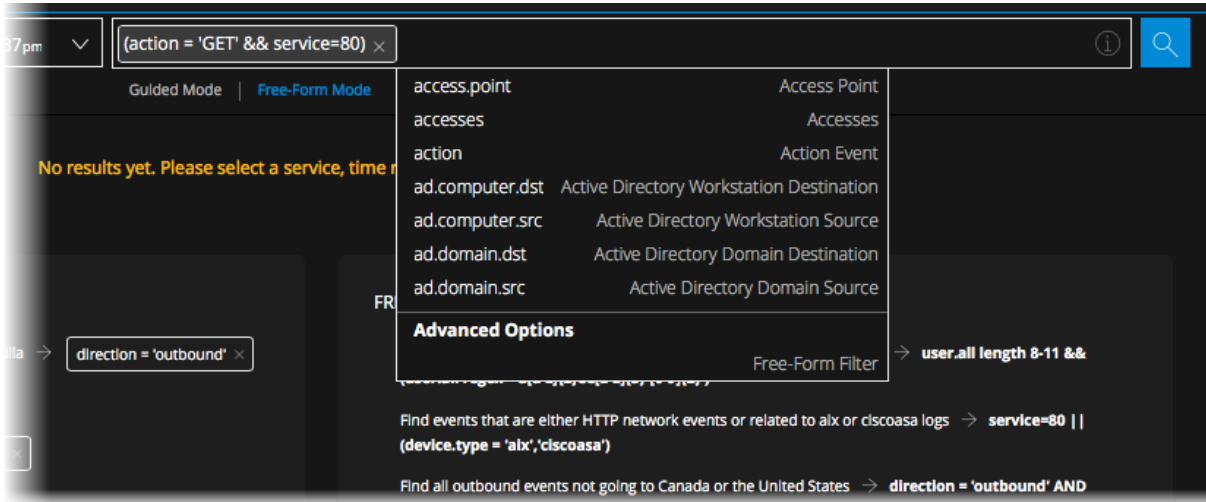 37pm
(action = 'GET' && service=80) ×
Guided Mode | Free-Form Mode
access.point Access Point
accesses Accesses
action Action Event
No results yet. Please select a service, time
ad.computer.dst Active Directory Workstation Destination
ad.computer.src Active Directory Workstation Source
ad.domain.dst Active Directory Domain Destination
ad.domain.src Active Directory Domain Source
FR
Advanced Options
Free-Form Filter
→ direction = 'outbound' ×
→ user.all length 8-11 &&
Find events that are either HTTP network events or related to aix or ciscoasa logs → service=80 ||
(device.type = 'aix','ciscoasa')
Find all outbound events not going to Canada or the United States → direction = 'outbound' AND